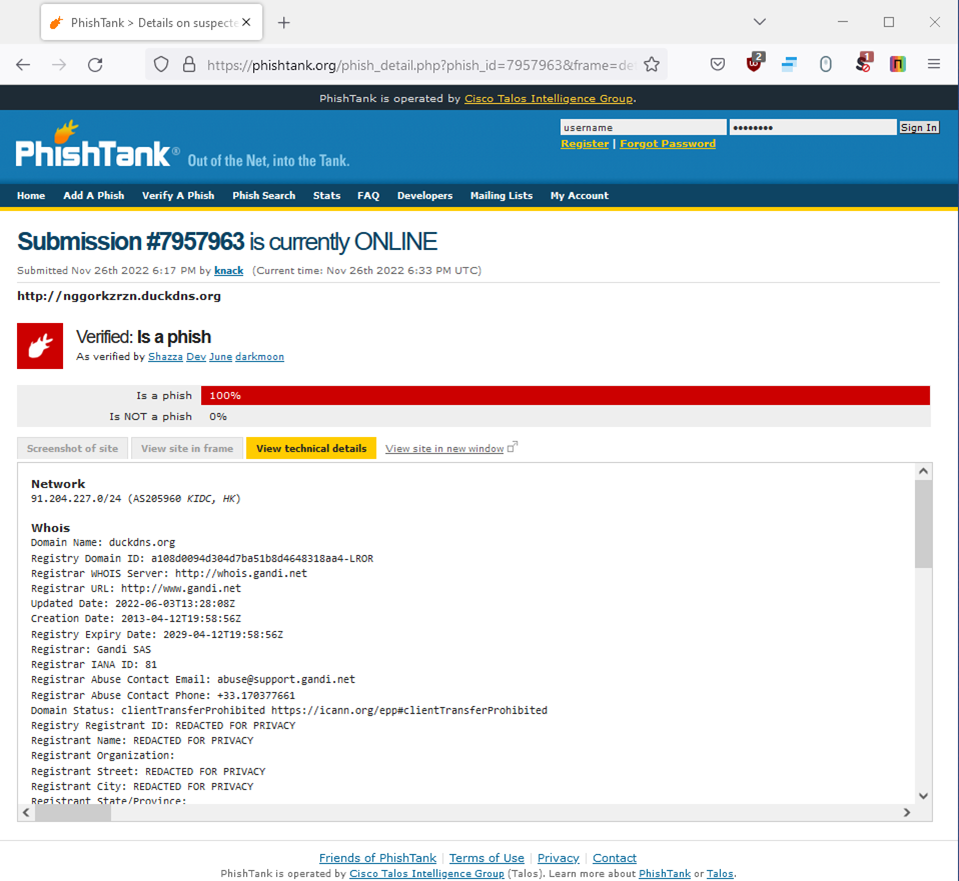 PhishTank > Details on suspecte
https://phishtank.org/phish_detail.php?phish_id=7957963&frame=de
2
1
PhishTank is operated by Cisco Talos Intelligence Group.
PhishTank® Out of the Net, into the Tank.
username •••••••• Sign In
Register | Forgot Password
Home Add A Phish Verify A Phish Phish Search Stats FAQ Developers Mailing Lists My Account
Submission #7957963 is currently ONLINE
Submitted Nov 26th 2022 6:17 PM by knack (Current time: Nov 26th 2022 6:33 PM UTC)
http://nggorkzrzn.duckdns.org
Verified: Is a phish
As verified by Shazza Dev June darkmoon
Is a phish 100%
Is NOT a phish 0%
Screenshot of site View site in frame View technical details View site in new window
Network
91.204.227.0/24 (AS205960 KIDC, HK)
Whois
Domain Name: duckdns.org
Registry Domain ID: a108d0094d304d7ba51b8d4648318aa4-LROR
Registrar WHOIS Server: http://whois.gandi.net
Registrar URL: http://www.gandi.net
Updated Date: 2022-06-03T13:28:08Z
Creation Date: 2013-04-12T19:58:56Z
Registry Expiry Date: 2029-04-12T19:58:56Z
Registrar: Gandi SAS
Registrar IANA ID: 81
Registrar Abuse Contact Email: abuse@support.gandi.net
Registrar Abuse Contact Phone: +33.170377661
Domain Status: clientTransferProhibited https://icann.org/epp#clientTransferProhibited
Registry Registrant ID: REDACTED FOR PRIVACY
Registrant Name: REDACTED FOR PRIVACY
Registrant Organization:
Registrant Street: REDACTED FOR PRIVACY
Registrant City: REDACTED FOR PRIVACY
Registrant State/Province:
Friends of PhishTank | Terms of Use | Privacy | Contact
PhishTank is operated by Cisco Talos Intelligence Group (Talos). Learn more about PhishTank or Talos.